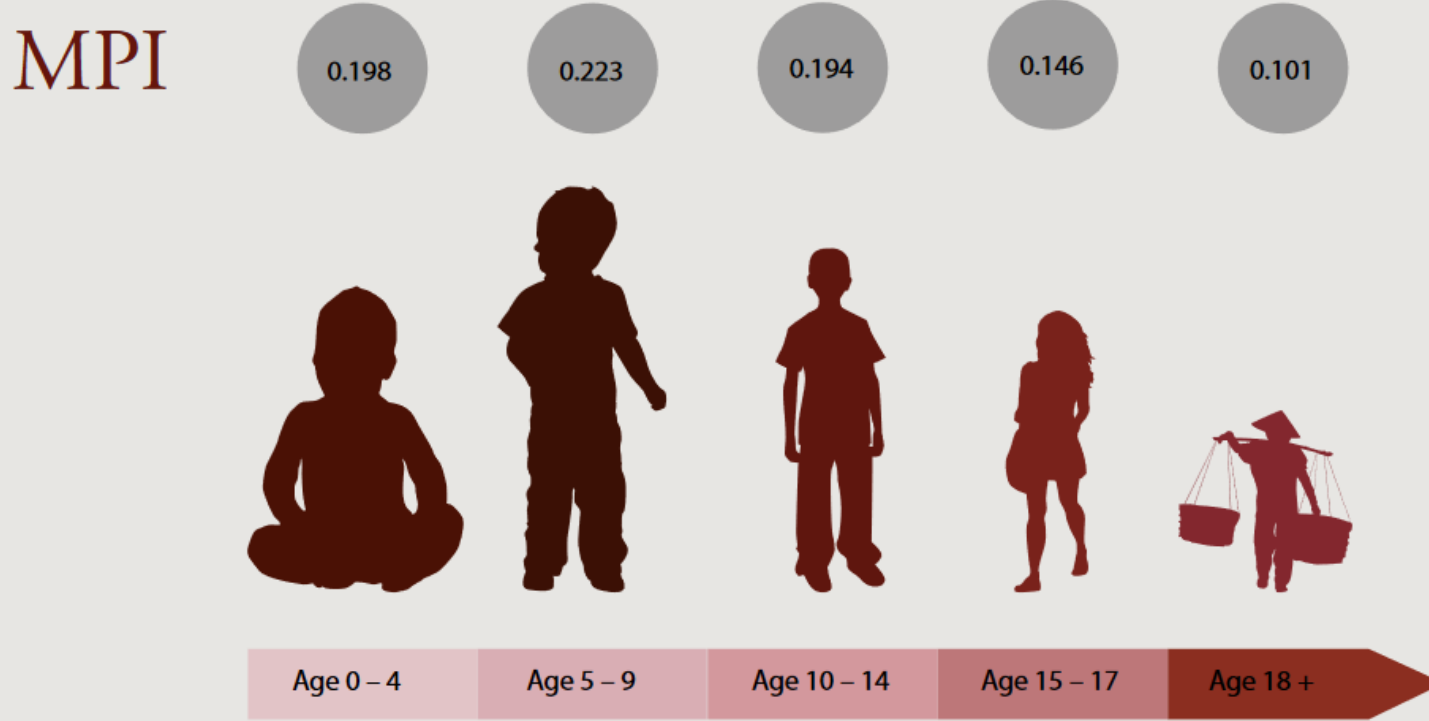 MPI
0.198
0.223
0.194
0.146
0.101
Age 0 – 4
Age 5 – 9
Age 10 – 14
Age 15 – 17
Age 18 +